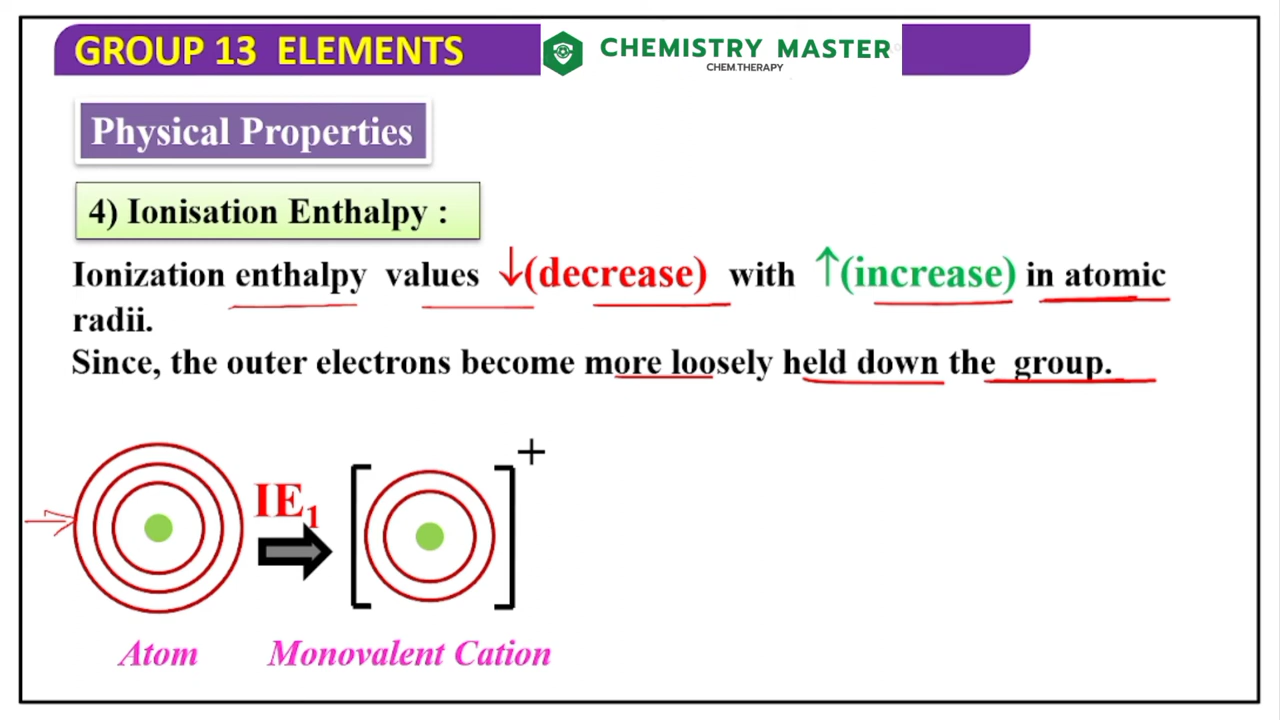 GROUP 13 ELEMENTS
CHEMISTRY MASTER
CHEM.THERAPY
Physical Properties
4) Ionisation Enthalpy :
Ionization enthalpy values ↓(decrease) with ↑(increase) in atomic
radii.
Since, the outer electrons become more loosely held down the group.
IE₁
+
Atom
Monovalent Cation